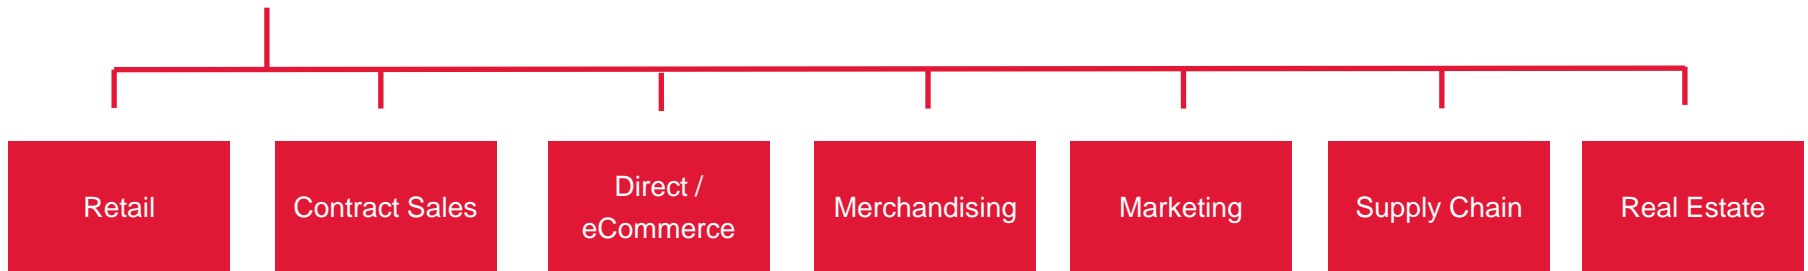 Retail
Contract Sales
Direct /
eCommerce
Merchandising
Marketing
Supply Chain
Real Estate